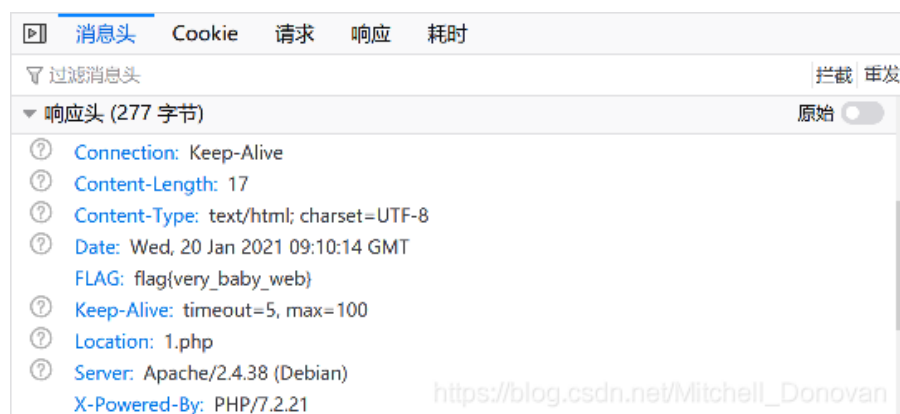 消息头 Cookie 请求 响应 耗时
过滤消息头 拦截 重发
响应头 (277 字节) 原始
Connection: Keep-Alive
Content-Length: 17
Content-Type: text/html; charset=UTF-8
Date: Wed, 20 Jan 2021 09:10:14 GMT
FLAG: flag{very_baby_web}
Keep-Alive: timeout=5, max=100
Location: 1.php
Server: Apache/2.4.38 (Debian)
X-Powered-By: PHP/7.2.21
https://blog.csdn.net/Mitchell_Donovan